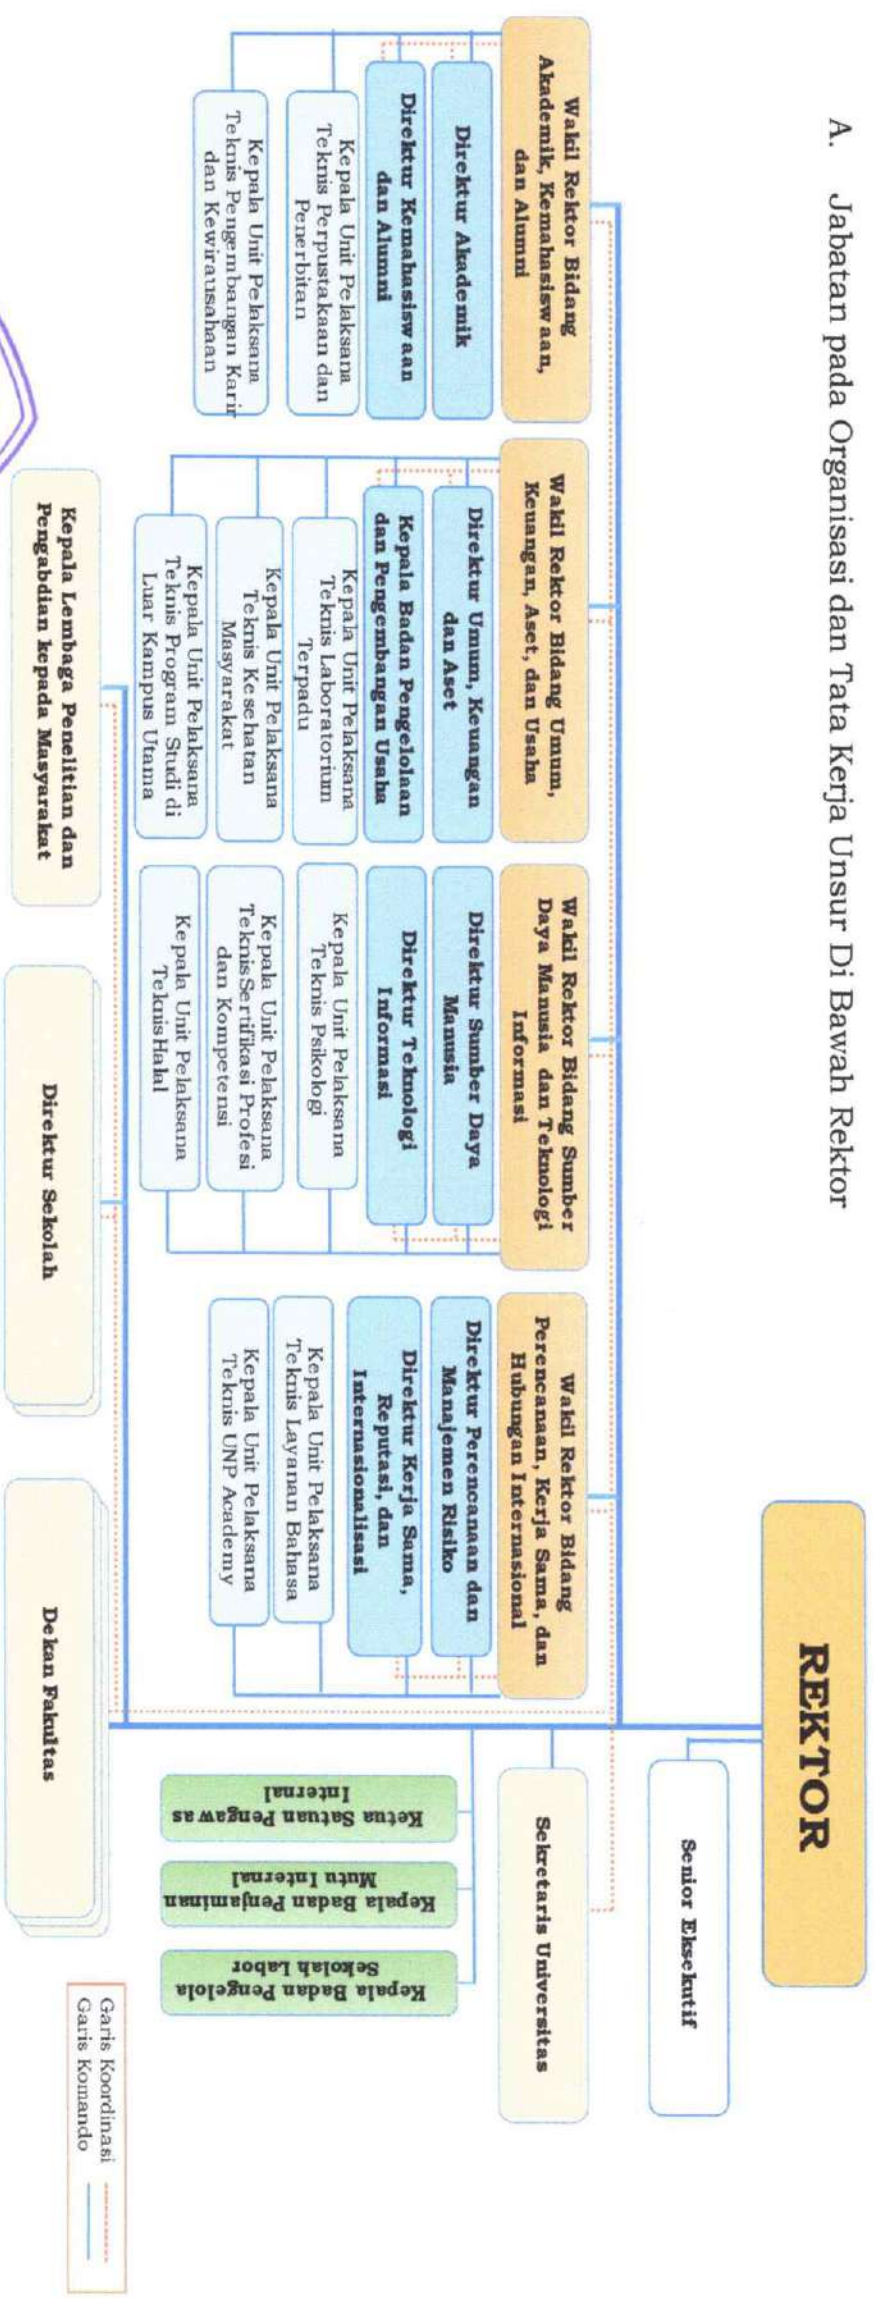 A. Jabatan pada Organisasi dan Tata Kerja Unsur Di Bawah Rektor
REKTOR
Senior Eksekutif
Sekretaris Universitas
Wakil Rektor Bidang
Akademik, Kemahasiswaan,
dan Alumni
Direktur Akademik
Direktur Kemahasiswaan
dan Alumni
Kepala Unit Pelaksana
Teknis Perpustakaan dan
Penerbitan
Kepala Unit Pelaksana
Teknis Pengembangan Karir
dan Kewirausahaan
Wakil Rektor Bidang Umum,
Keuangan, Aset, dan Usaha
Direktur Umum, Keuangan
dan Aset
Kepala Badan Pengelolaan
dan Pengembangan Usaha
Kepala Unit Pelaksana
Teknis Laboratorium
Terpadu
Kepala Unit Pelaksana
Teknis Kesehatan
Masyarakat
Kepala Unit Pelaksana
Teknis Program Studi di
Luar Kampus Utama
Wakil Rektor Bidang Sumber
Daya Manusia dan Teknologi
Informasi
Direktur Sumber Daya
Manusia
Direktur Teknologi
Informasi
Kepala Unit Pelaksana
Teknis Psikologi
Kepala Unit Pelaksana
Teknis Sertifikasi Profesi
dan Kompetensi
Kepala Unit Pelaksana
Teknis Halal
Wakil Rektor Bidang
Perencanaan, Kerja Sama, dan
Hubungan Internasional
Direktur Perencanaan dan
Manajemen Risiko
Direktur Kerja Sama,
Reputasi, dan
Internasionalisasi
Kepala Unit Pelaksana
Teknis Layanan Bahasa
Kepala Unit Pelaksana
Teknis UNP Academy
Ketua Satuan Pengawas
Internal
Kepala Badan Penjaminan
Mutu Internal
Kepala Badan Pengelola
Sekolah Labor
Kepala Lembaga Penelitian dan
Pengabdian kepada Masyarakat
Direktur Sekolah
Dekan Fakultas
Garis Koordinasi
Garis Komando